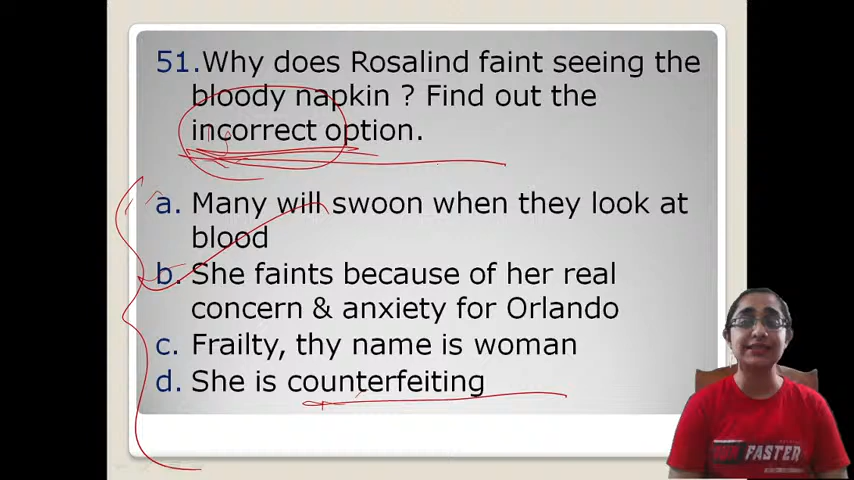 51.Why does Rosalind faint seeing the
bloody napkin ? Find out the
incorrect option.
a. Many will swoon when they look at
blood
b. She faints because of her real
concern & anxiety for Orlando
c. Frailty, thy name is woman
d. She is counterfeiting
FASTER